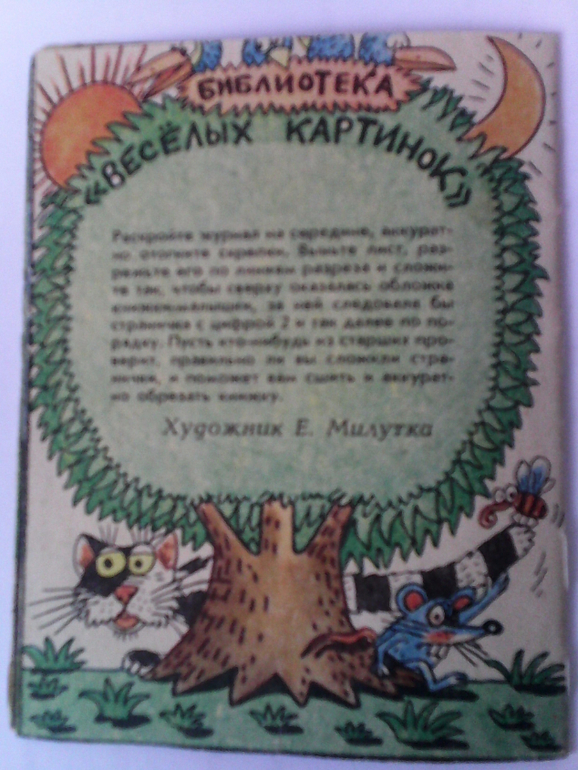 БИБЛИОТЕКА
«ВЕСЁЛЫХ КАРТИНОК»
Раскройте журнал на середине, аккурат-
но отогните скрепки. Выньте лист, раз-
режьте его по линиям разреза и сложи-
те так, чтобы сверху оказалась обложка
книжки-малышки, за ней следовала бы
страничка с цифрой 2 и так далее по по-
рядку. Пусть кто-нибудь из старших про-
верит, правильно ли вы сложили стра-
нички, и поможет вам сшить и аккурат-
но обрезать книжку.
Художник Е. Милутка